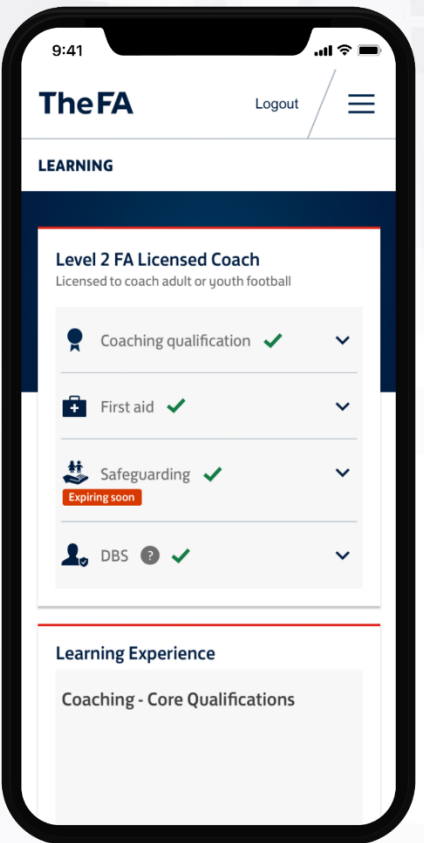 9:41
The FA
Logout
LEARNING
Level 2 FA Licensed Coach
Licensed to coach adult or youth football
Coaching qualification
First aid
Safeguarding
Expiring soon
DBS ?
Learning Experience
Coaching - Core Qualifications